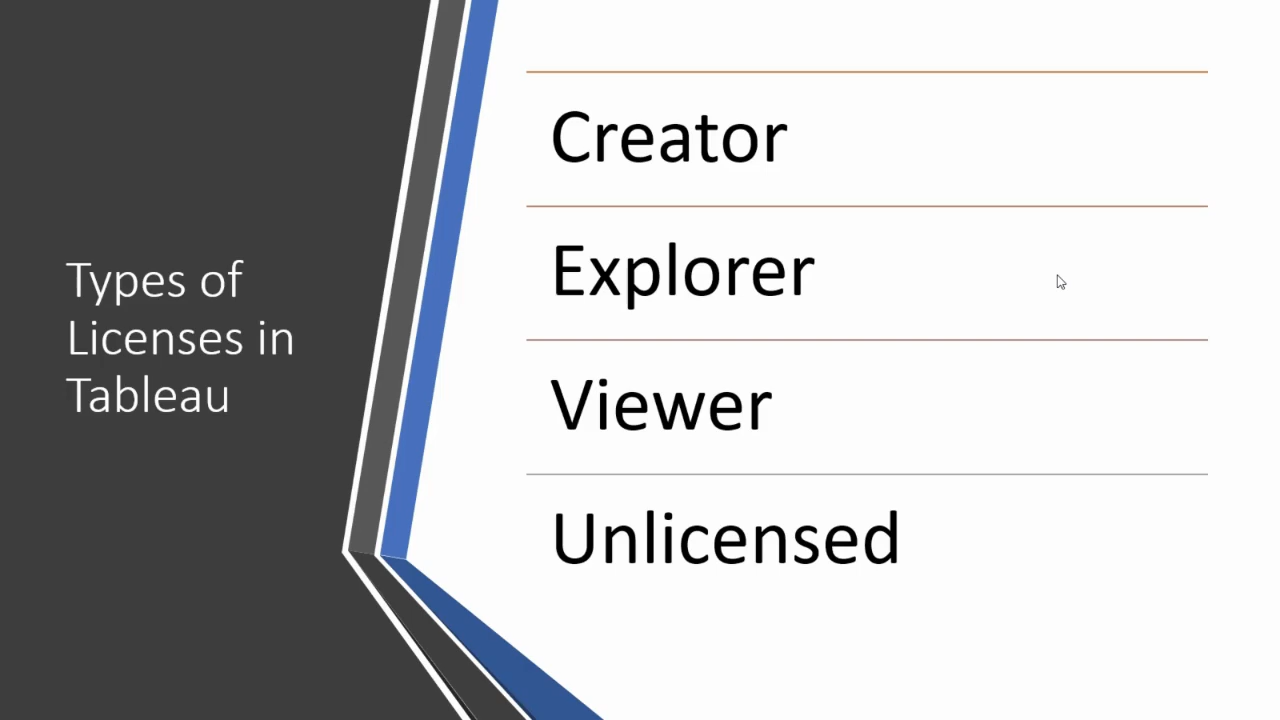 Types of
Licenses in
Tableau
Creator
Explorer
Viewer
Unlicensed